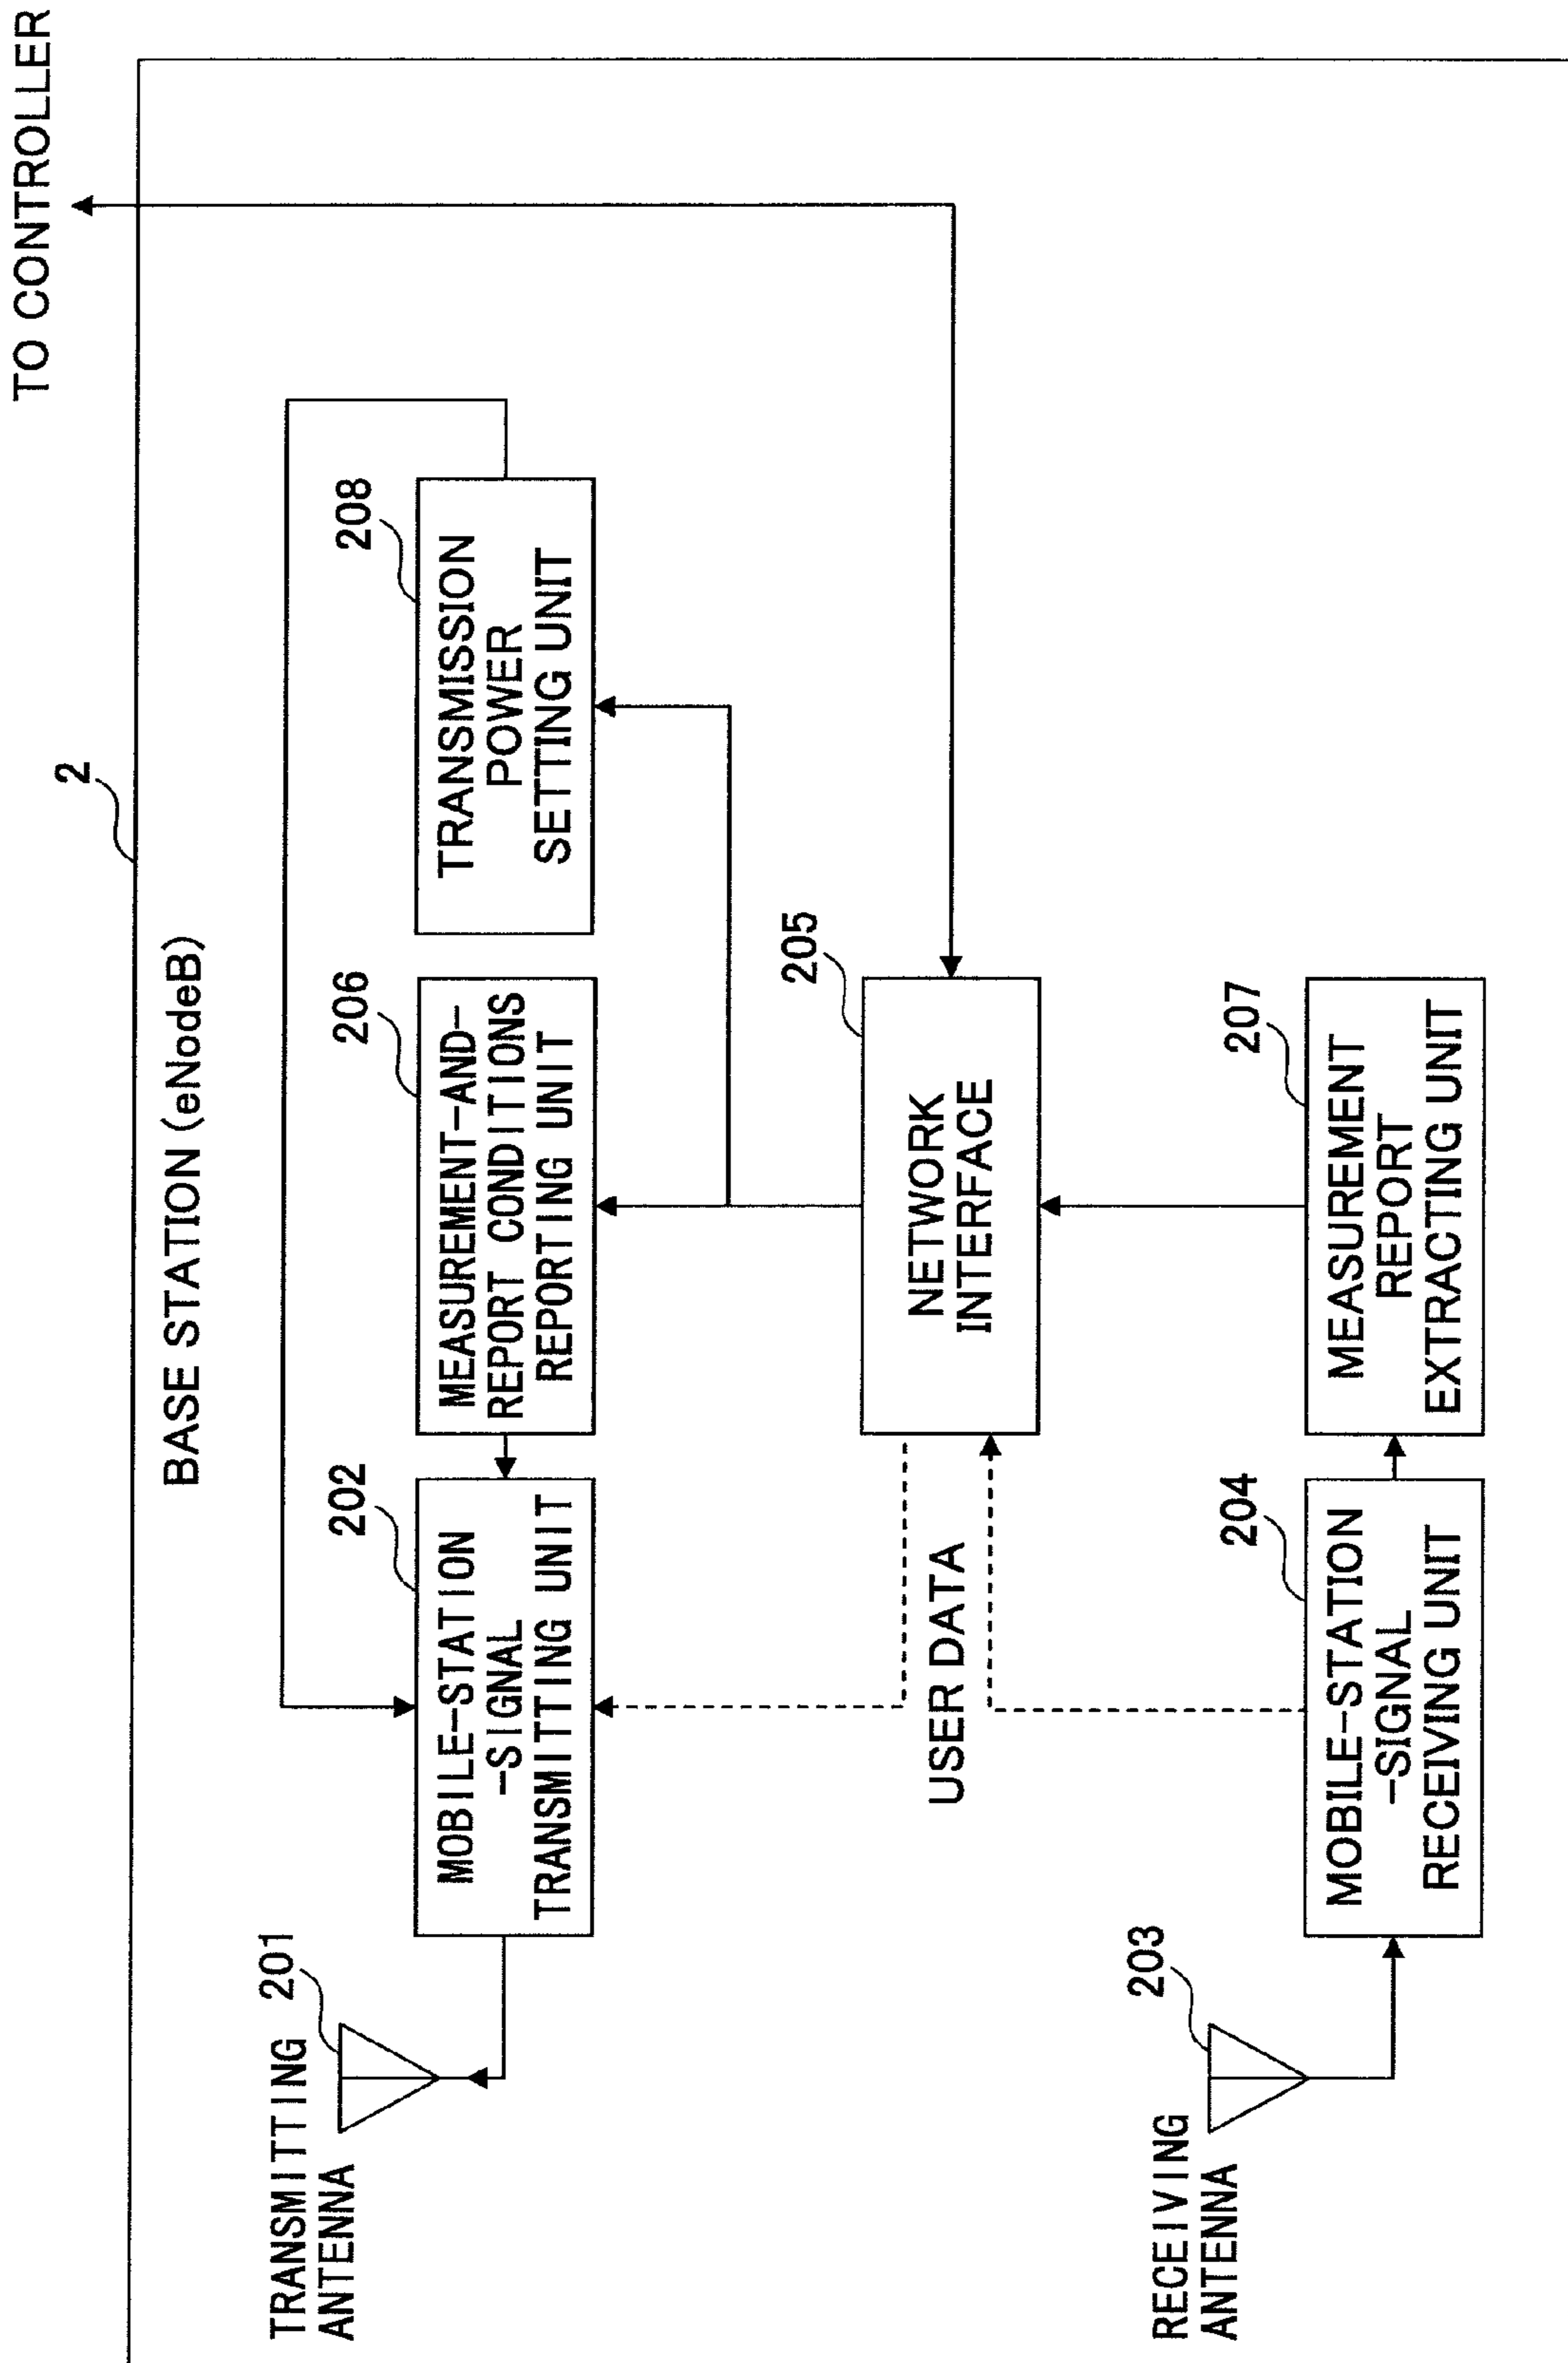 TO CONTROLLER
2
BASE STATION (eNodeB)
TRANSMITTING
ANTENNA
201
202
MOBILE-STATION
-SIGNAL
TRANSMITTING UNIT
206
MEASUREMENT-AND-
REPORT CONDITIONS
REPORTING UNIT
208
TRANSMISSION
POWER
SETTING UNIT
205
NETWORK
INTERFACE
USER DATA
RECEIVING
ANTENNA
203
204
MOBILE-STATION
-SIGNAL
RECEIVING UNIT
207
MEASUREMENT
REPORT
EXTRACTING UNIT